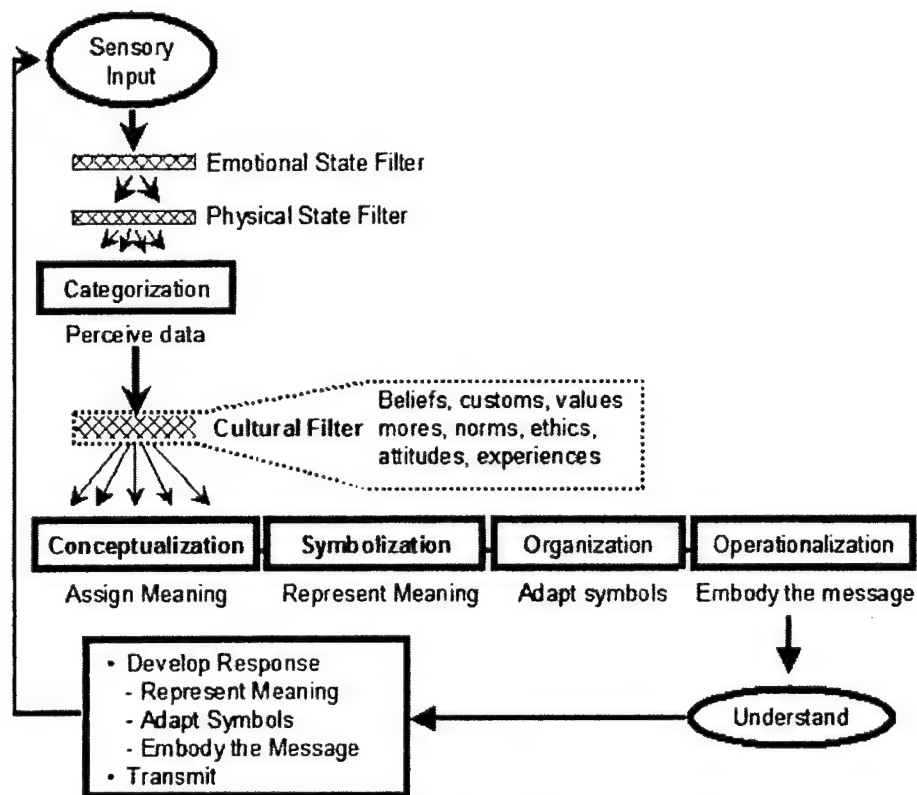 Sensory
Input
Emotional State Filter
Physical State Filter
Categorization
Perceive data
Cultural Filter
Beliefs, customs, values
mores, norms, ethics,
attitudes, experiences
Conceptualization
Symbolization
Organization
Operationalization
Assign Meaning
Represent Meaning
Adapt symbols
Embody the message
• Develop Response
- Represent Meaning
- Adapt Symbols
- Embody the Message
• Transmit
Understand